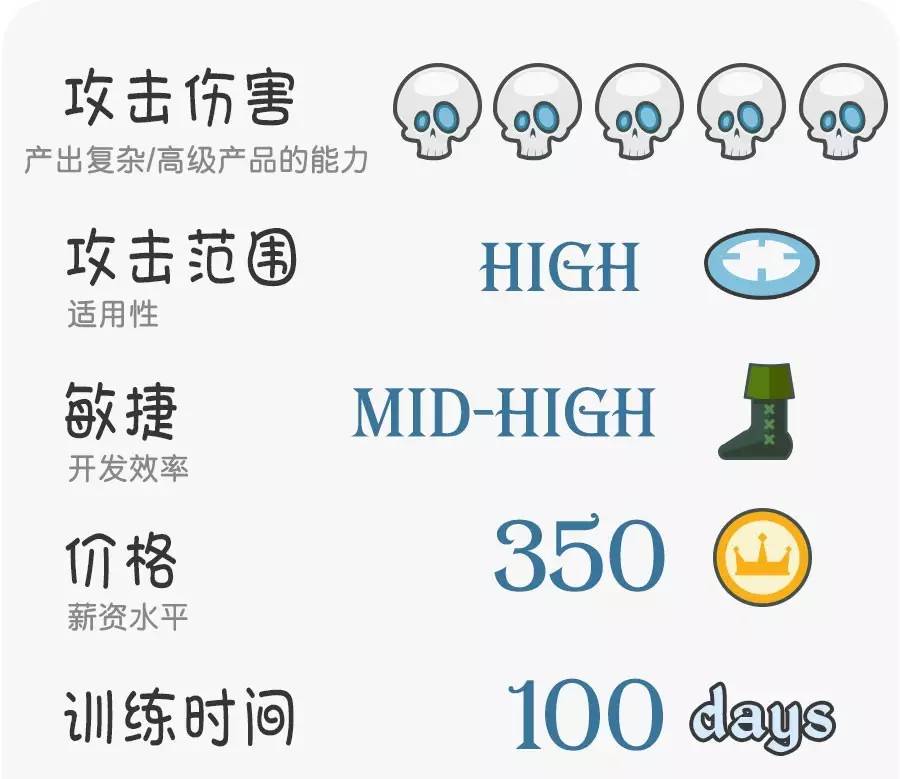 攻击伤害
产出复杂/高级产品的能力
攻击范围 HIGH
适用性
敏捷 MID-HIGH
开发效率
价格 350
薪资水平
训练时间 100 days